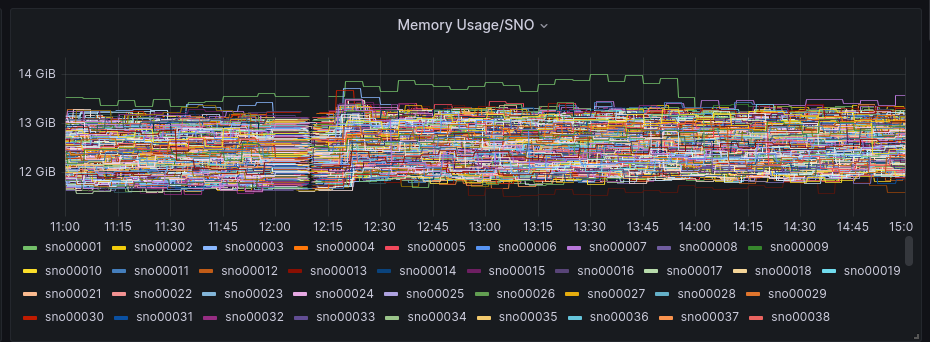 Memory Usage/SNO
14 GiB
13 GiB
12 GiB
11:00 11:15 11:30 11:45 12:00 12:15 12:30 12:45 13:00 13:15 13:30 13:45 14:00 14:15 14:30 14:45 15:0
sno00001 sno00002 sno00003 sno00004 sno00005 sno00006 sno00007 sno00008 sno00009
sno00010 sno00011 sno00012 sno00013 sno00014 sno00015 sno00016 sno00017 sno00018 sno00019
sno00021 sno00022 sno00023 sno00024 sno00025 sno00026 sno00027 sno00028 sno00029
sno00030 sno00031 sno00032 sno00033 sno00034 sno00035 sno00036 sno00037 sno00038